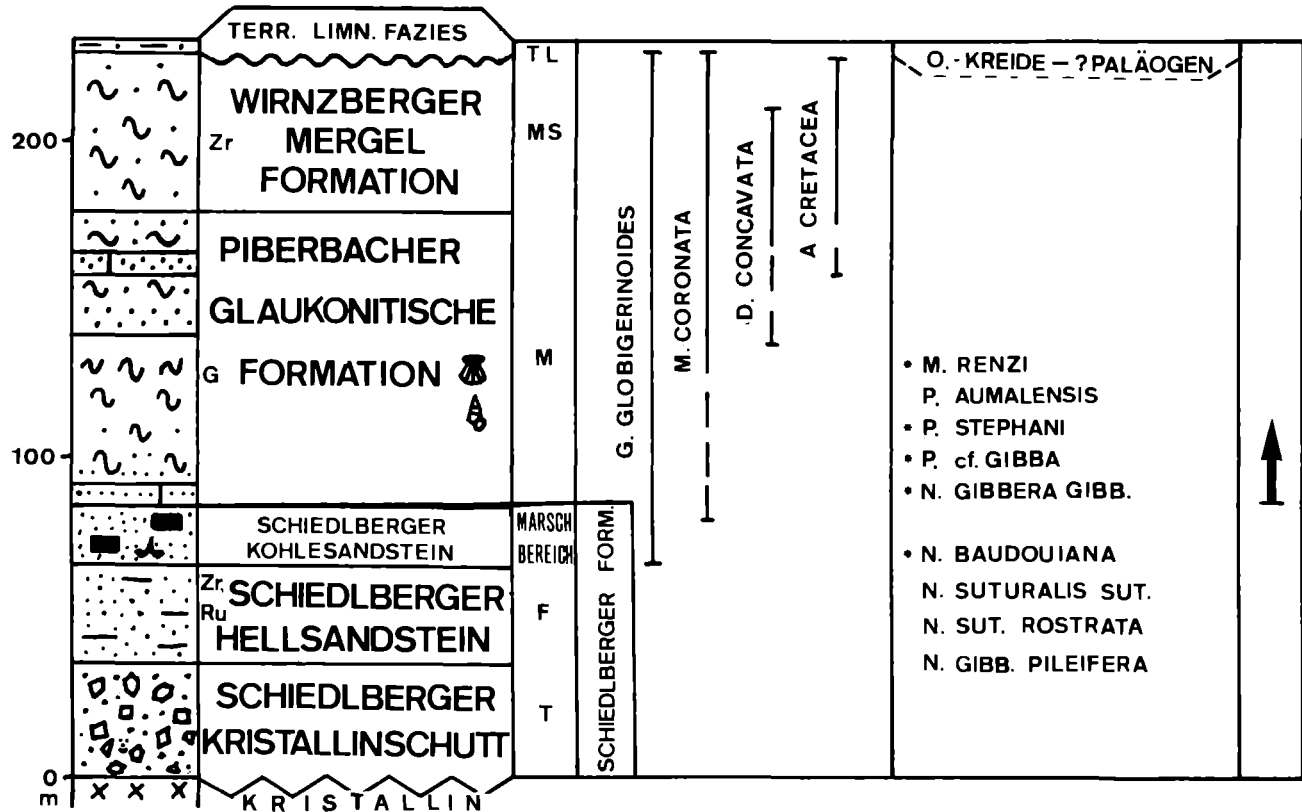 TERR. LIMN. FAZIES
TL
O.-KREIDE – ? PALÄOGEN
WIRNZBERGER
MERGEL
FORMATION
Zr
MS
200
PIBERBACHER
GLAUKONITISCHE
G FORMATION
M
100
SCHIEDLBERGER
KOHLESANDSTEIN
MARSCH
BEREICH
Zr,
Ru
SCHIEDLBERGER
HELLSANDSTEIN
F
SCHIEDLBERGER
KRISTALLINSCHUTT
T
0
m
KRISTALLIN
SCHIEDLBERGER FORM.
G. GLOBIGERINOIDES
M. CORONATA
D. CONCAVATA
A CRETACEA
* M. RENZI
P. AUMALENSIS
* P. STEPHANI
* P. cf. GIBBA
* N. GIBBERA GIBB.
* N. BAUDOUIANA
N. SUTURALIS SUT.
N. SUT. ROSTRATA
N. GIBB. PILEIFERA